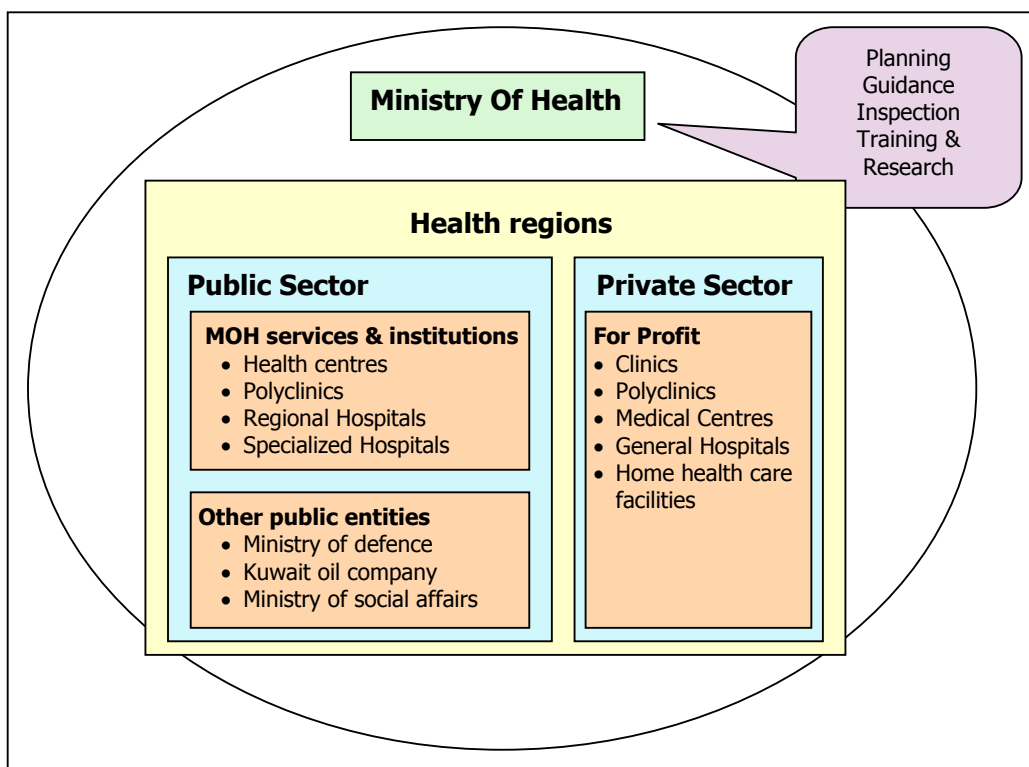 Ministry Of Health
Planning
Guidance
Inspection
Training &
Research
Health regions
Public Sector
MOH services & institutions
• Health centres
• Polyclinics
• Regional Hospitals
• Specialized Hospitals
Other public entities
• Ministry of defence
• Kuwait oil company
• Ministry of social affairs
Private Sector
For Profit
• Clinics
• Polyclinics
• Medical Centres
• General Hospitals
• Home health care
facilities